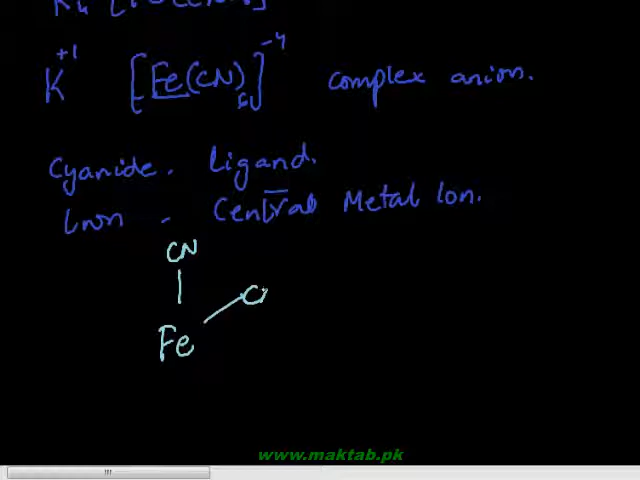 K +1 [Fe(CN)6]-4 complex anion.
Cyanide. Ligand.
Iron - Central Metal Ion.
CN
C
Fe
www.maktab.pk